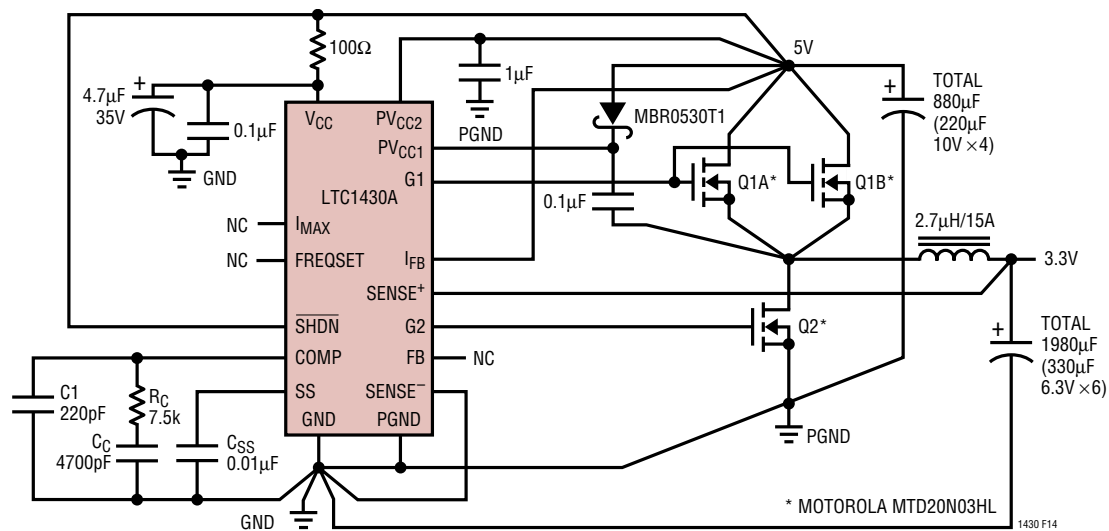 5V
100Ω
+
4.7µF
35V
0.1µF
GND
1µF
PGND
MBR0530T1
+
TOTAL
880µF
(220µF
10V ×4)
VCC
PVCC2
PVCC1
G1
LTC1430A
Q1A*
Q1B*
0.1µF
NC
IMAX
NC
FREQSET
IFB
2.7µH/15A
3.3V
SENSE+
SHDN
G2
Q2*
+
TOTAL
1980µF
(330µF
6.3V ×6)
COMP
FB
NC
SS
SENSE–
GND
PGND
C1
220pF
RC
7.5k
CC
4700pF
CSS
0.01µF
PGND
GND
* MOTOROLA MTD20N03HL
1430 F14